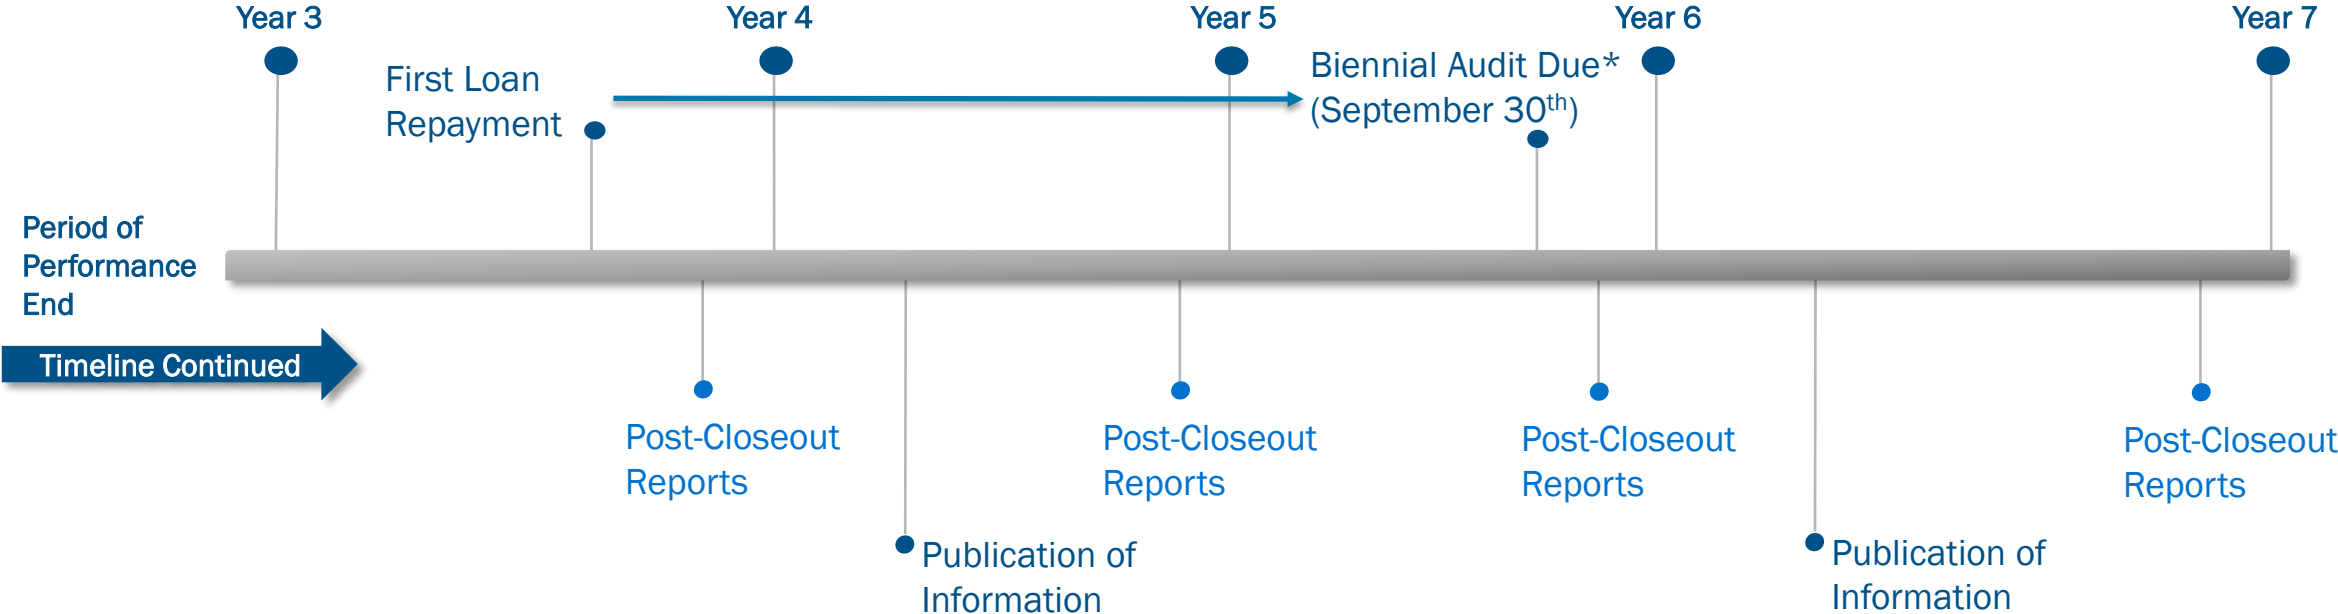 Year 3
Year 4
Year 5
Year 6
Year 7
First Loan
Repayment
Biennial Audit Due*
(September 30th)
Period of
Performance
End
Timeline Continued
Post-Closeout
Reports
Post-Closeout
Reports
Post-Closeout
Reports
Post-Closeout
Reports
Publication of
Information
Publication of
Information